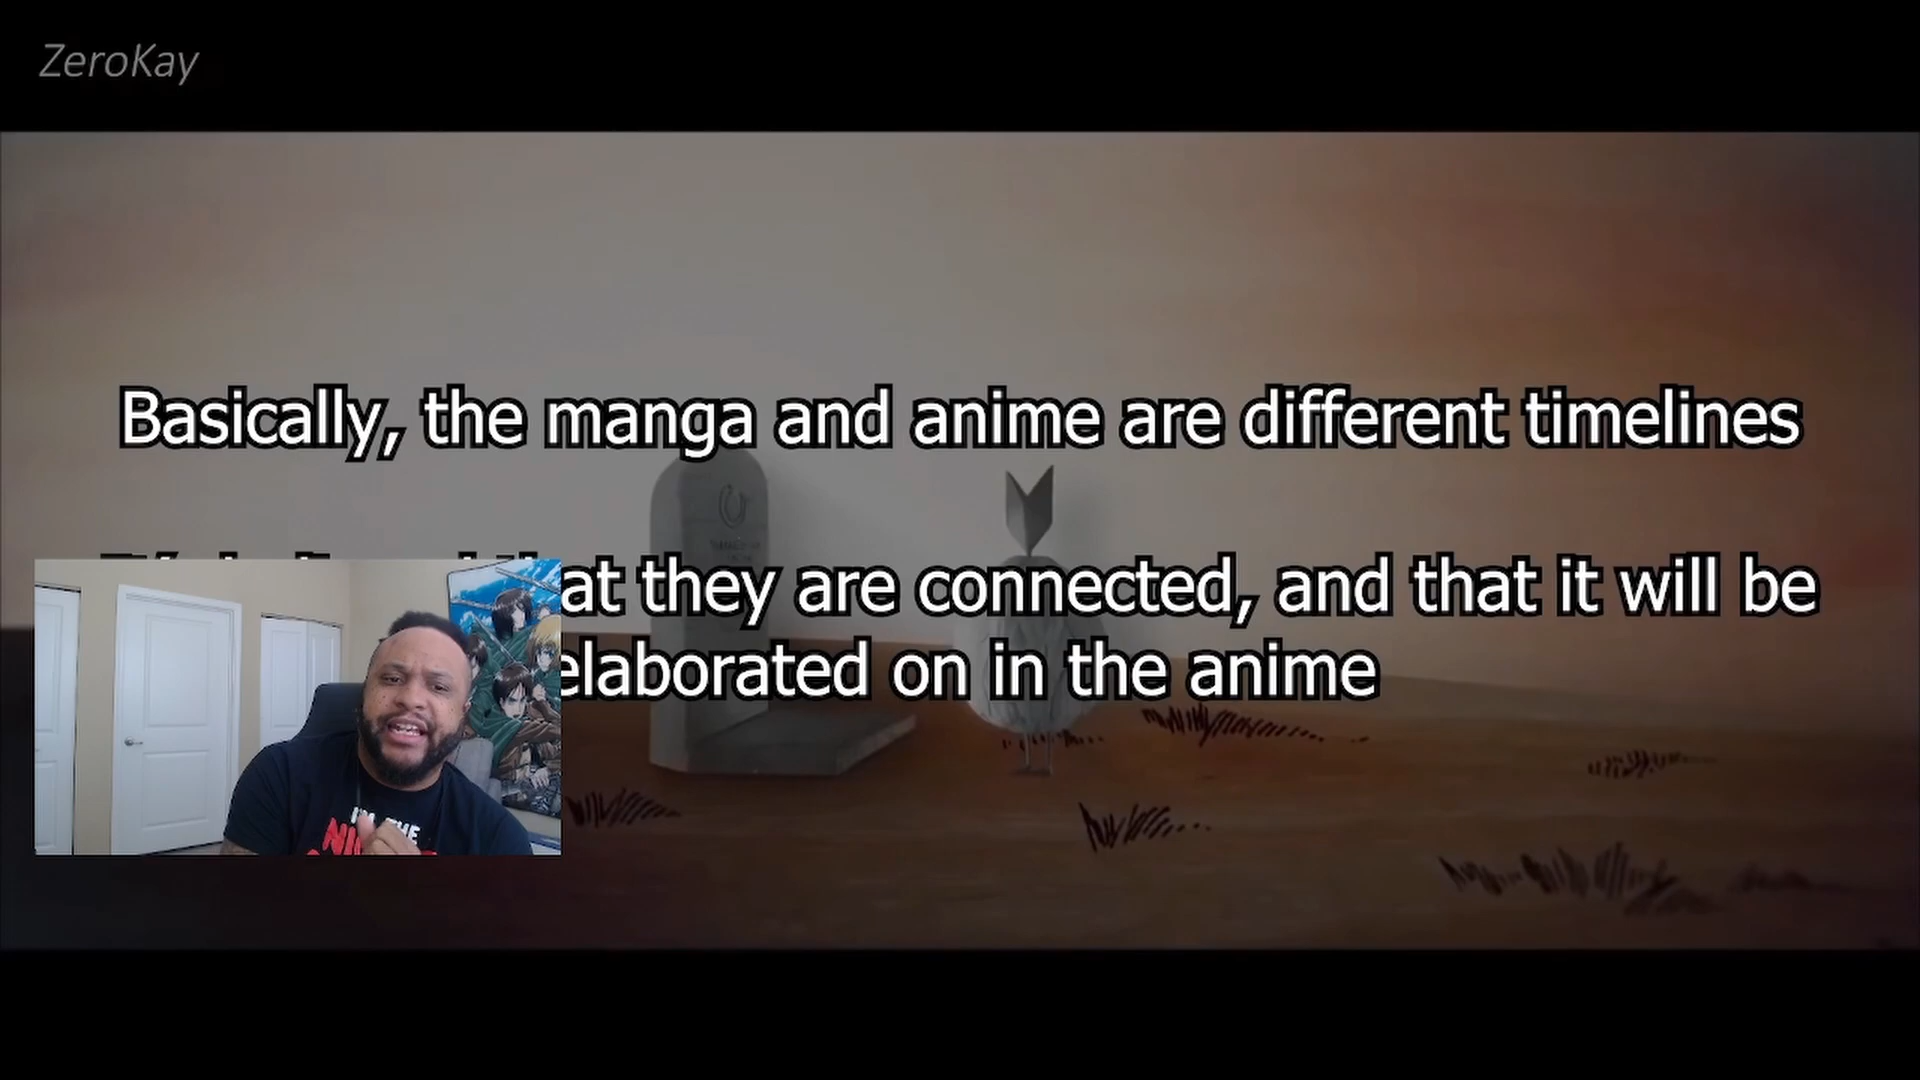 ZeroKay
Basically, the manga and anime are different timelines
at they are connected, and that it will be
elaborated on in the anime
I'M THE